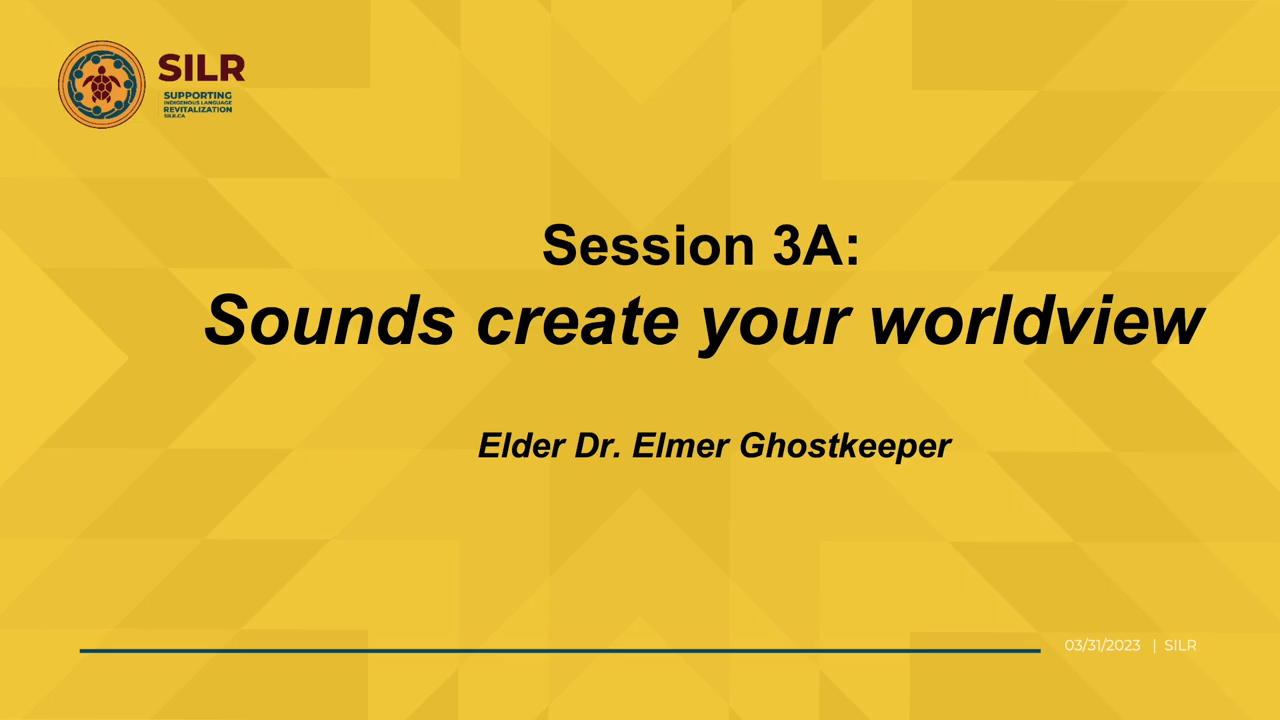 SILR
SUPPORTING
INDIGENOUS LANGUAGE
REVITALIZATION
SILR.CA
Session 3A:
Sounds create your worldview
Elder Dr. Elmer Ghostkeeper
03/31/2023 | SILR